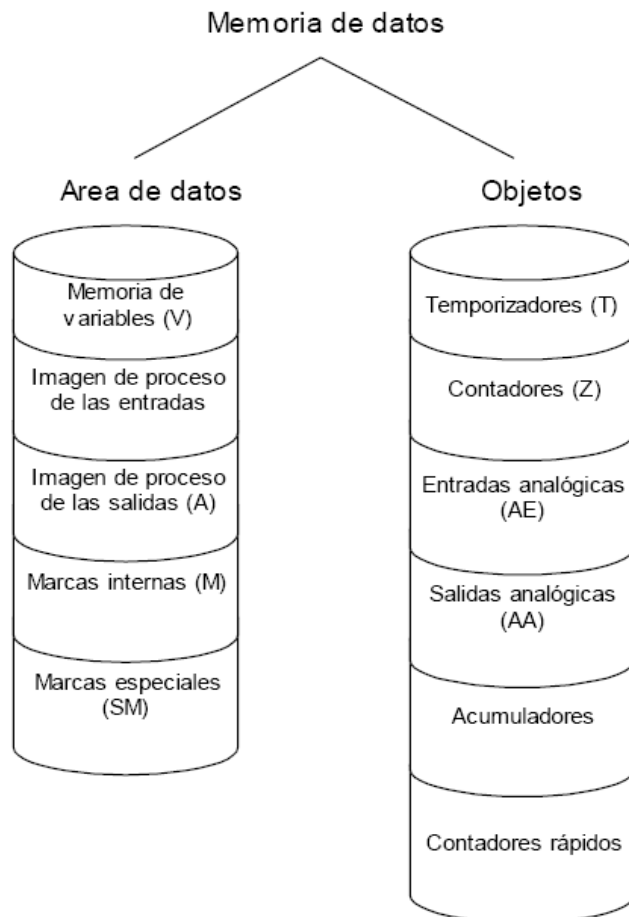 Memoria de datos
Area de datos
Memoria de
variables (V)
Imagen de proceso
de las entradas
Imagen de proceso
de las salidas (A)
Marcas internas (M)
Marcas especiales
(SM)
Objetos
Temporizadores (T)
Contadores (Z)
Entradas analógicas
(AE)
Salidas analógicas
(AA)
Acumuladores
Contadores rápidos